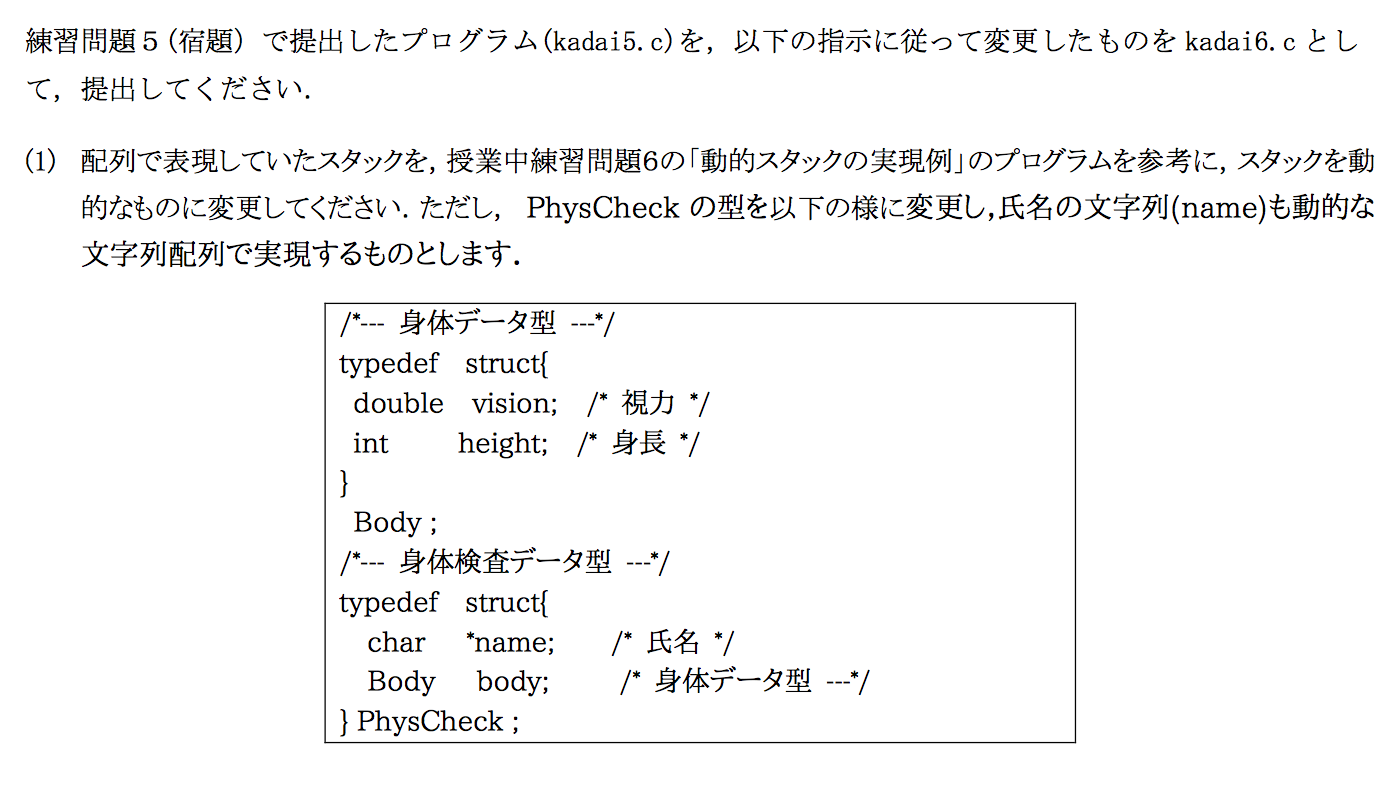 練習問題５(宿題) で提出したプログラム(kadai5.c)を，以下の指示に従って変更したものを kadai6.c とし
て，提出してください．
(1) 配列で表現していたスタックを，授業中練習問題6の「動的スタックの実現例」のプログラムを参考に，スタックを動
的なものに変更してください．ただし， PhysCheck の型を以下の様に変更し,氏名の文字列(name)も動的な
文字列配列で実現するものとします．
/*--- 身体データ型 ---*/
typedef struct{
double vision; /* 視力 */
int height; /* 身長 */
}
Body ;
/*--- 身体検査データ型 ---*/
typedef struct{
char *name; /* 氏名 */
Body body; /* 身体データ型 ---*/
} PhysCheck ;